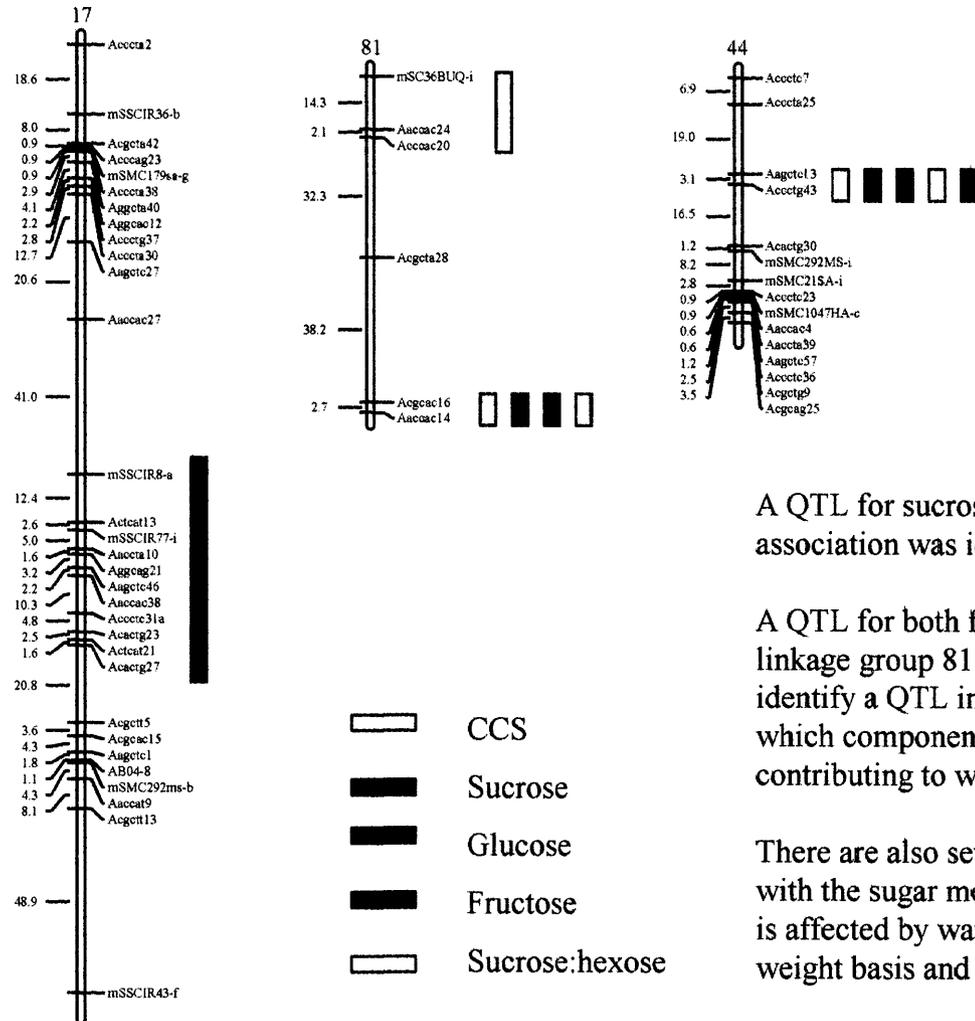 17
Acccta2
18.6
mSSCIR36-b
8.0
0.9
0.9
0.9
2.9
4.1
2.2
2.8
12.7
20.6
Acgcta42
Acccag23
mSMC179sa-g
Acccta38
Aggcta40
Aggcac12
Accctg37
Acccta30
Aagctc27
Aaccac27
41.0
mSSCIR8-a
12.4
2.6
5.0
1.6
3.2
2.2
10.3
4.8
2.5
1.6
20.8
Actcat13
mSSCIR77-i
Aaccta10
Aggcag21
Aagctc46
Aaccac38
Accctc31a
Acactg23
Actcat21
Acactg27
Acgctt5
3.6
4.3
1.8
1.1
4.3
8.1
Acgcac15
Aagctc1
AB04-8
mSMC292ms-b
Aaccat9
Acgctt13
48.9
mSSCIR43-f
81
mSC36BUQ-i
14.3
2.1
Aaccac24
Acccac20
32.3
Acgcta28
38.2
2.7
Acgcac16
Aaccac14
44
Accctc7
6.9
Acccta25
19.0
Aagctc13
3.1
Accctg43
16.5
1.2
8.2
2.8
0.9
0.9
0.6
0.6
1.2
2.5
3.5
Acactg30
mSMC292MS-i
mSMC21SA-i
Accctc23
mSMC1047HA-c
Aaccac4
Aaccta39
Aagctc57
Accctc36
Acgctg9
Acgcag25
CCS
Sucrose
Glucose
Fructose
Sucrose:hexose
A QTL for sucros
association was i
A QTL for both f
linkage group 81
identify a QTL in
which componen
contributing to w
There are also se
with the sugar me
is affected by wa
weight basis and